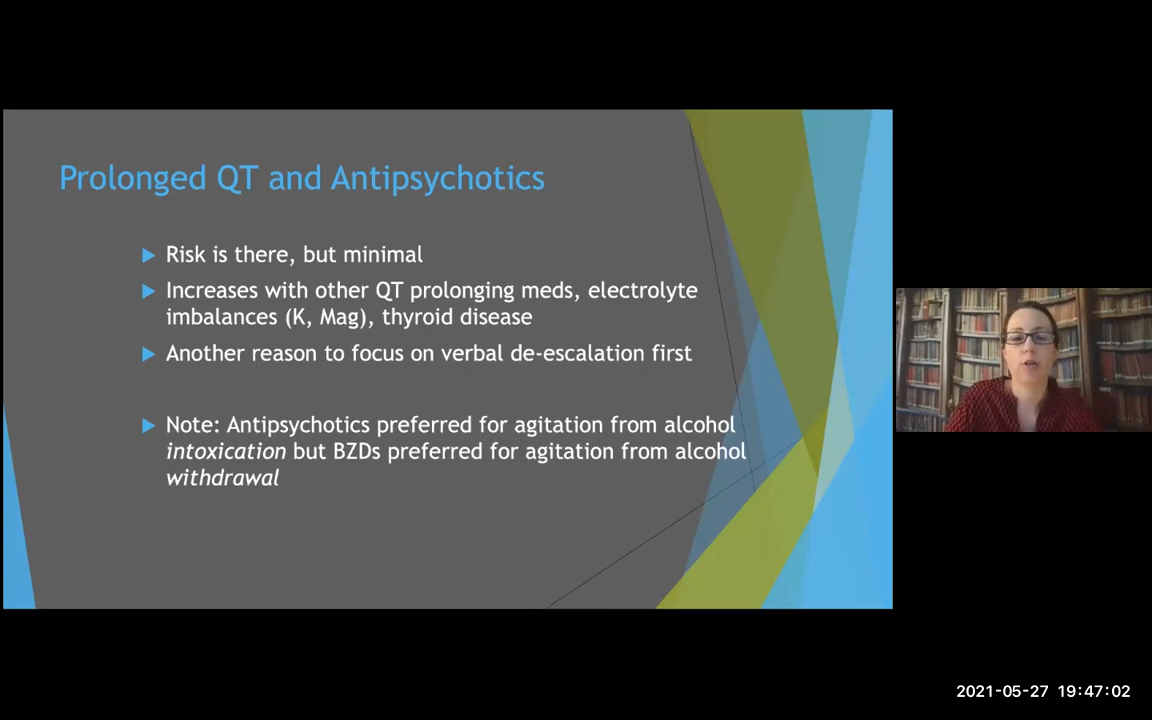 Prolonged QT and Antipsychotics
Risk is there, but minimal
Increases with other QT prolonging meds, electrolyte
imbalances (K, Mag), thyroid disease
Another reason to focus on verbal de-escalation first
Note: Antipsychotics preferred for agitation from alcohol
intoxication but BZDs preferred for agitation from alcohol
withdrawal
2021-05-27 19:47:02